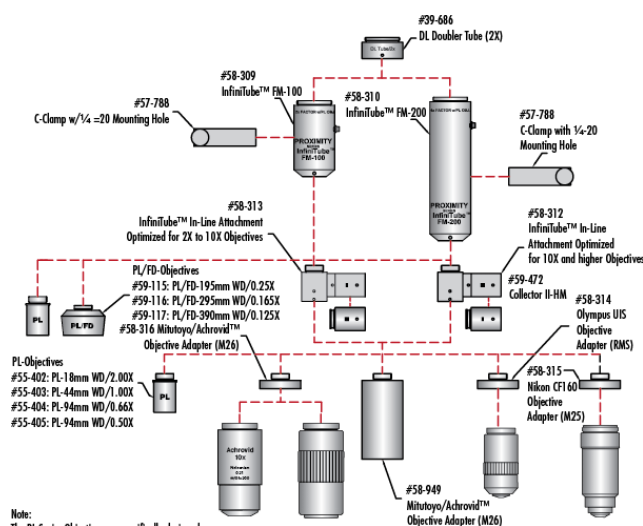 #39-686
DL Doubler Tube (2X)
DL Tube/2x
#58-309
InfiniTube™ FM-100
#58-310
InfiniTube™ FM-200
#57-788
C-Clamp w/¼ =20 Mounting Hole
PROXIMITY
InfiniTube
FM-100
#57-788
C-Clamp with ¼-20
Mounting Hole
PROXIMITY
InfiniTube
FM-200
#58-313
InfiniTube™ In-Line Attachment
Optimized for 2X to 10X Objectives
#58-312
InfiniTube™ In-Line
Attachment Optimized
for 10X and higher Objectives
#59-472
Collector II-HM
PL
PL/FD
PL/FD-Objectives
#59-115: PL/FD-195mm WD/0.25X
#59-116: PL/FD-295mm WD/0.165X
#59-117: PL/FD-390mm WD/0.125X
#58-316 Mitutoyo/Achrovid™
Objective Adapter (M26)
#58-314
Olympus UIS
Objective
Adapter (RMS)
PL-Objectives
#55-402: PL-18mm WD/2.00X
#55-403: PL-44mm WD/1.00X
#55-404: PL-94mm WD/0.66X
#55-405: PL-94mm WD/0.50X
PL
#58-315
Nikon CF160
Objective
Adapter (M25)
Achrovid
10x
#58-949
Mitutoyo/Achrovid™
Objective Adapter (M26)
Note: